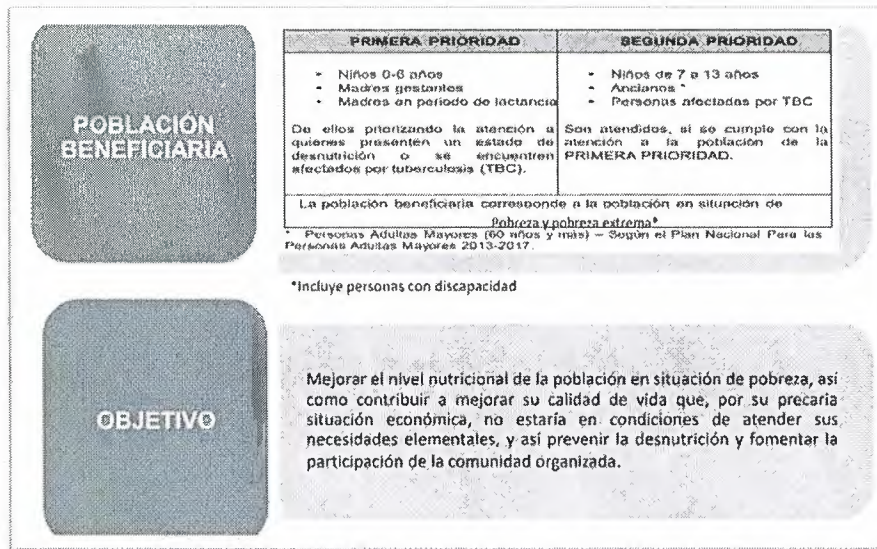 POBLACIÓN
BENEFICIARIA
PRIMERA PRIORIDAD
• Niños 0-6 años
• Madres gestantes
• Madres en período de lactancia
De ellos priorizando la atención a
quienes presenten un estado de
desnutrición o se encuentren
afectados por tuberculosis (TBC).
SEGUNDA PRIORIDAD
• Niños de 7 a 13 años
• Ancianos *
• Personas afectadas por TBC
Son atendidos, si se cumple con la
atención a la población de la
PRIMERA PRIORIDAD.
La población beneficiaria corresponde a la población en situación de
Pobreza y pobreza extrema*
* Personas Adultas Mayores (60 años y más) – Según el Plan Nacional Para las
Personas Adultas Mayores 2013-2017.
*Incluye personas con discapacidad
OBJETIVO
Mejorar el nivel nutricional de la población en situación de pobreza, así
como contribuir a mejorar su calidad de vida que, por su precaria
situación económica, no estaría en condiciones de atender sus
necesidades elementales, y así prevenir la desnutrición y fomentar la
participación de la comunidad organizada.